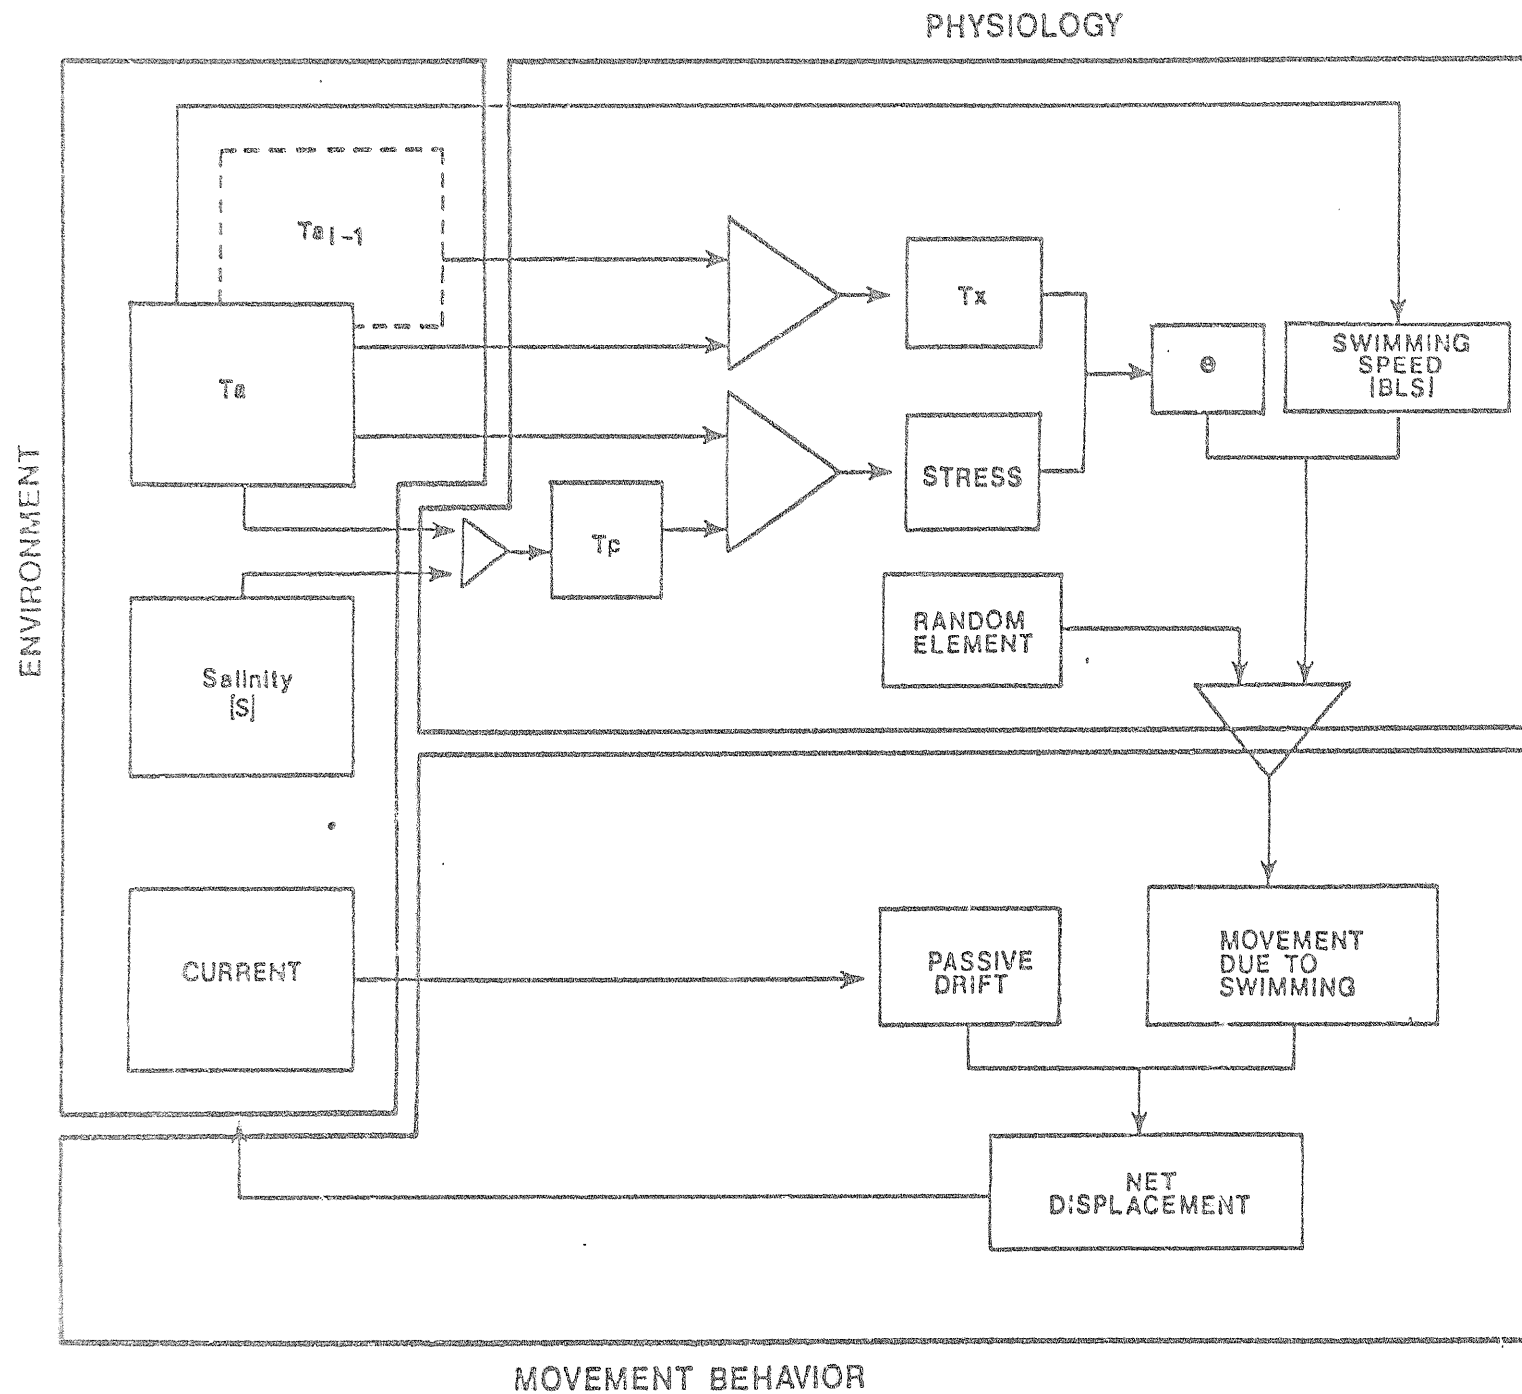 PHYSIOLOGY
Ta I-1
Tx
SWIMMING
SPEED
|BLS|
Ta
STRESS
Tp
ENVIRONMENT
RANDOM
ELEMENT
Salinity
[S]
CURRENT
PASSIVE
DRIFT
MOVEMENT
DUE TO
SWIMMING
NET
DISPLACEMENT
MOVEMENT BEHAVIOR